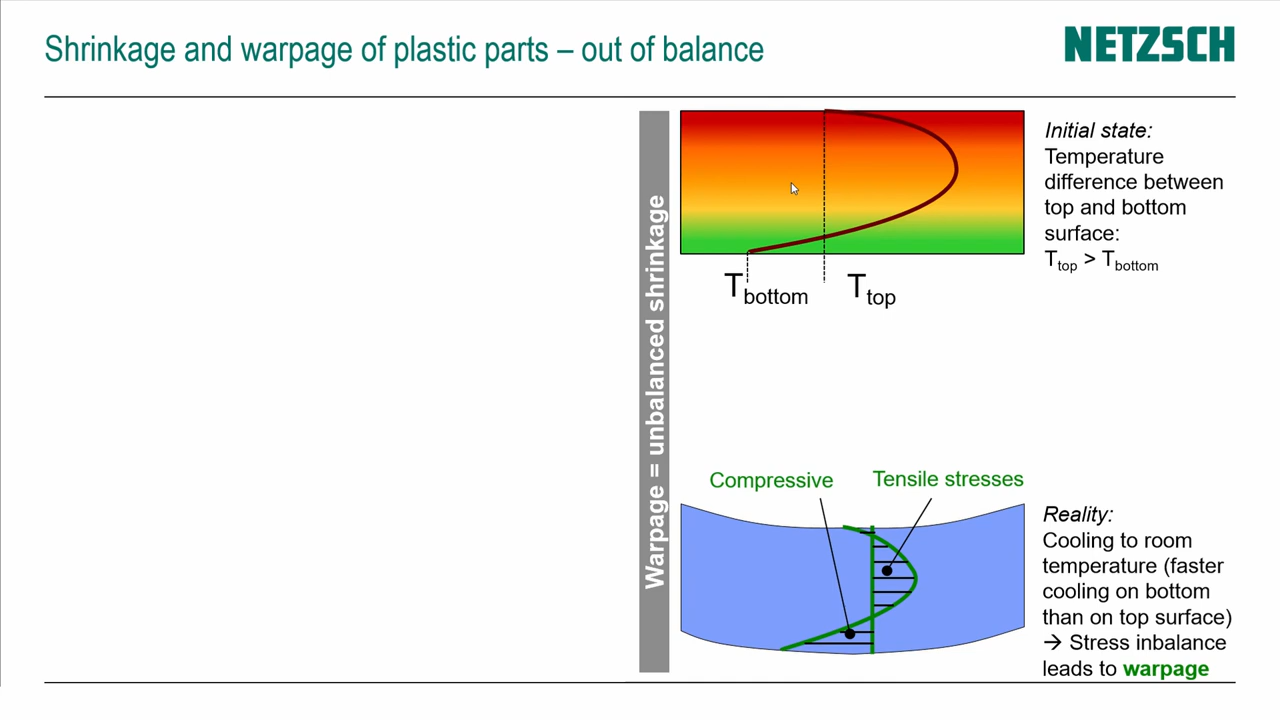 Shrinkage and warpage of plastic parts – out of balance
NETZSCH
Warpage = unbalanced shrinkage
Initial state:
Temperature
difference between
top and bottom
surface:
Ttop > Tbottom
Tbottom
Ttop
Compressive
Tensile stresses
Reality:
Cooling to room
temperature (faster
cooling on bottom
than on top surface)
→ Stress inbalance
leads to warpage